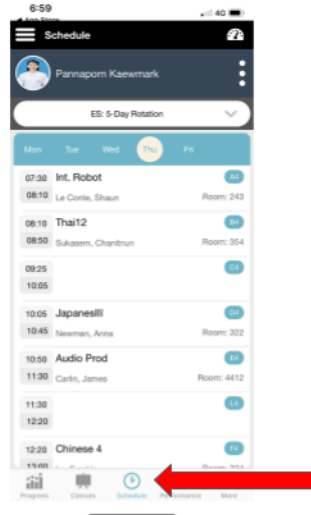 6:59
App Store
4G
Schedule
Pannaporn Kaewmark
ES: 5-Day Rotation
Mon Tue Wed Thu Fri
07:30 Int. Robot A4
08:10 Le Conte, Shaun Room: 243
08:10 Thai12 B4
08:50 Sukasem, Chanitnun Room: 354
09:25 C4
10:05
10:05 JapaneseIII D4
10:45 Newman, Anna Room: 322
10:50 Audio Prod E4
11:30 Carlin, James Room: 4412
11:30 L4
12:20
12:20 Chinese 4 F4
13:00 Room: 324
Progress Classes Schedule Performance More